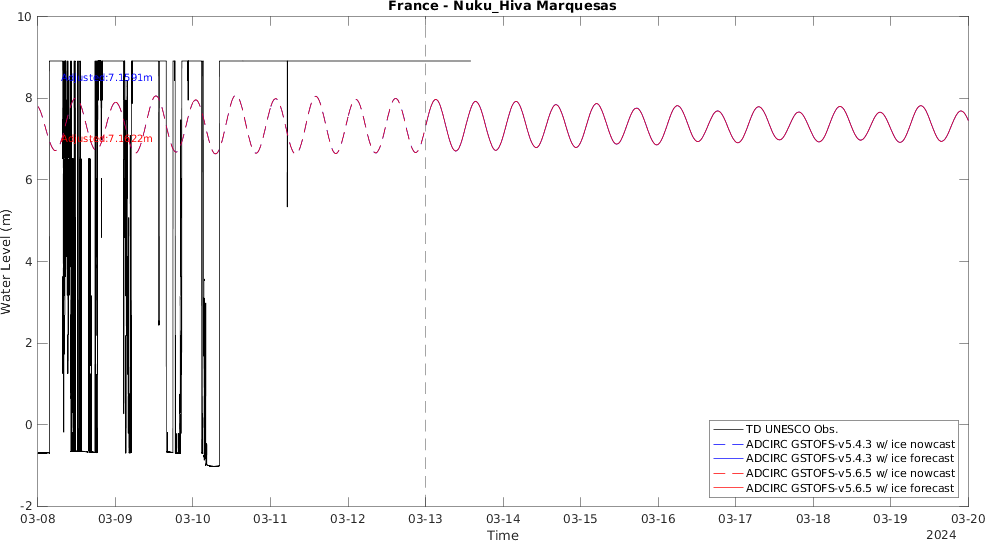 France - Nuku_Hiva Marquesas
10
8
6
4
2
0
-2
Water Level (m)
Adjusted:7.1591m
03-08
03-09
03-10
03-11
03-12
03-13
03-14
03-15
03-16
03-17
03-18
03-19
03-20
Time
2024
TD UNESCO Obs.
ADCIRC GSTOFS-v5.4.3 w/ ice nowcast
ADCIRC GSTOFS-v5.4.3 w/ ice forecast
ADCIRC GSTOFS-v5.6.5 w/ ice nowcast
ADCIRC GSTOFS-v5.6.5 w/ ice forecast